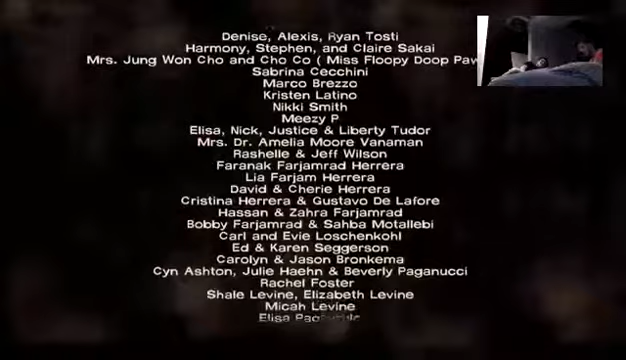 Denise, Alexis, Ryan Tosti
Harmony, Stephen, and Claire Sakai
Mrs. Jung Won Cho and Cho Co ( Miss Floopy Doop Paw
Sabrina Cecchini
Marco Brezzo
Kristen Latino
Nikki Smith
Meezy P
Elisa, Nick, Justice & Liberty Tudor
Mrs. Dr. Amelia Moore Vanaman
Rashelle & Jeff Wilson
Faranak Farjamrad Herrera
Lia Farjam Herrera
David & Cherie Herrera
Cristina Herrera & Gustavo De Lafore
Hassan & Zahra Farjamrad
Bobby Farjamrad & Sahba Motallebi
Carl and Evie Loschenkohl
Ed & Karen Seggerson
Carolyn & Jason Bronkema
Cyn Ashton, Julie Haehn & Beverly Paganucci
Rachel Foster
Shale Levine, Elizabeth Levine
Micah Levine
Elisa